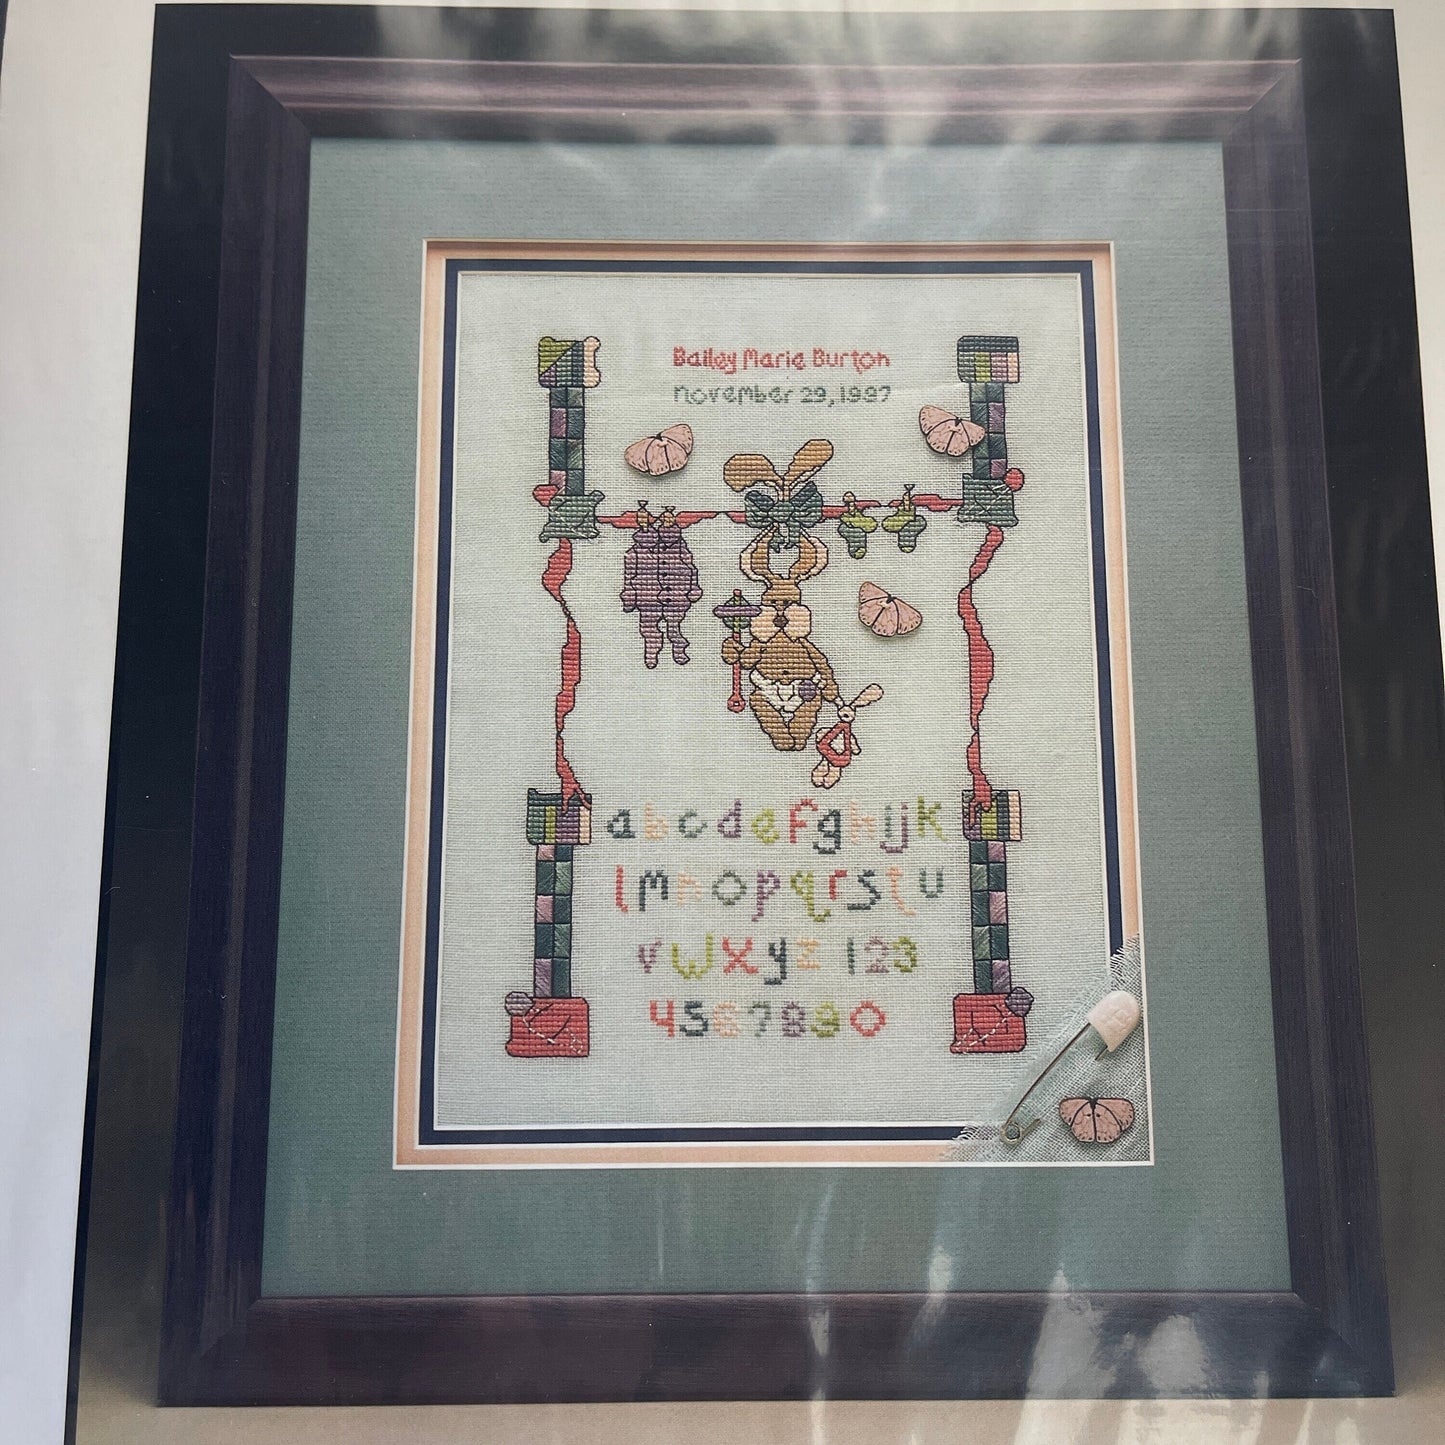 Bailey Marie Burton
november 29, 1997
abcdefghijk
lmnopqrstu
vwxyz 123
4567890